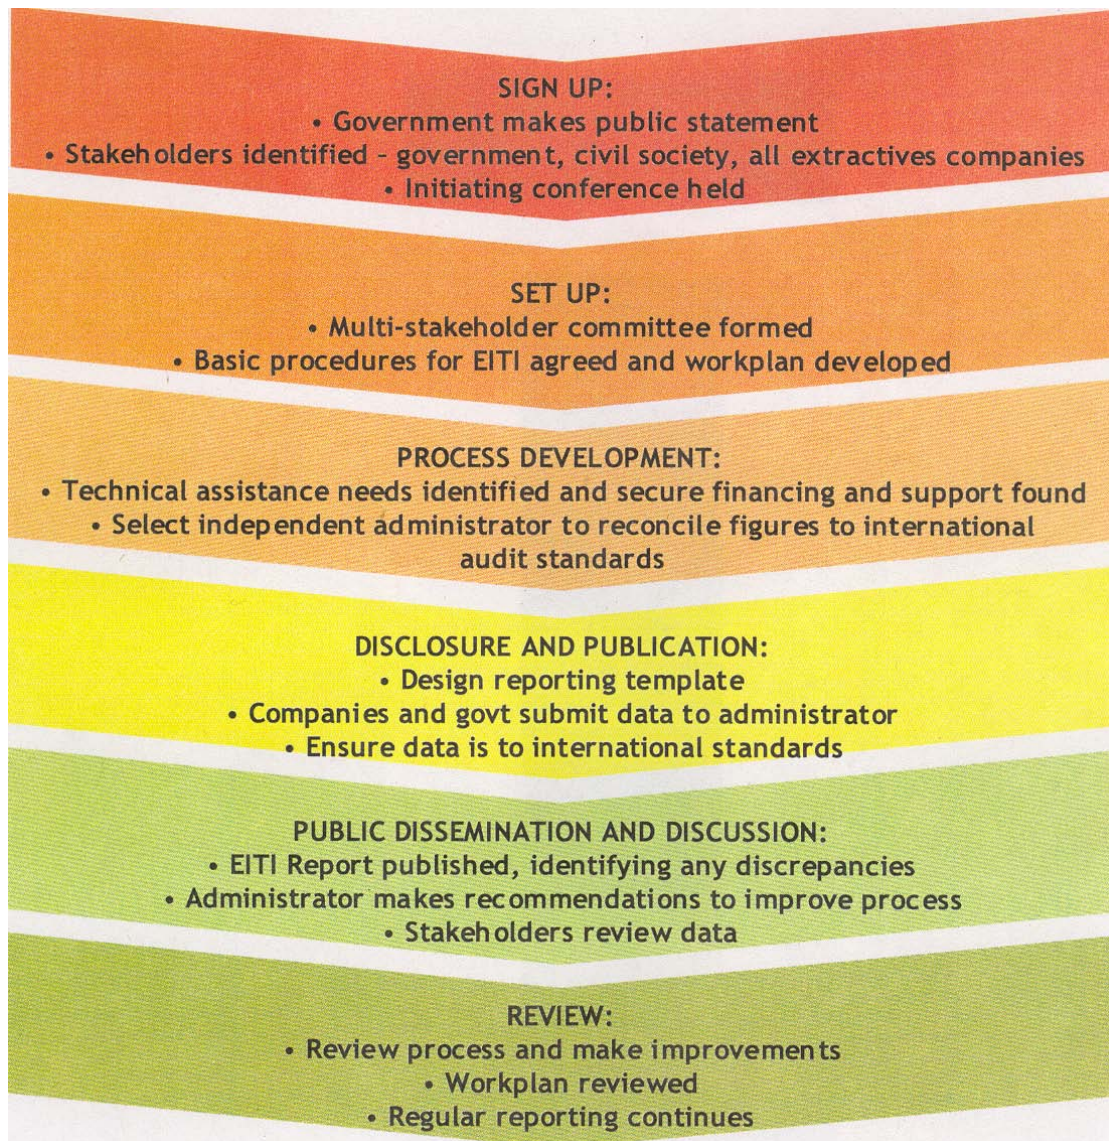 SIGN UP:
• Government makes public statement
• Stakeholders identified – government, civil society, all extractives companies
• Initiating conference held
SET UP:
• Multi-stakeholder committee formed
• Basic procedures for EITI agreed and workplan developed
PROCESS DEVELOPMENT:
• Technical assistance needs identified and secure financing and support found
• Select independent administrator to reconcile figures to international
audit standards
DISCLOSURE AND PUBLICATION:
• Design reporting template
• Companies and govt submit data to administrator
• Ensure data is to international standards
PUBLIC DISSEMINATION AND DISCUSSION:
• EITI Report published, identifying any discrepancies
• Administrator makes recommendations to improve process
• Stakeholders review data
REVIEW:
• Review process and make improvements
• Workplan reviewed
• Regular reporting continues